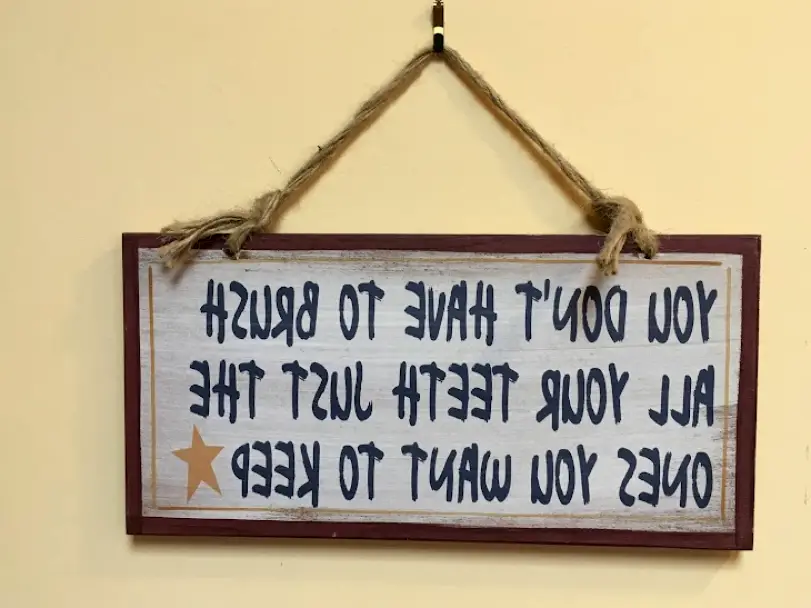 YOU DON'T HAVE TO BRUSH
ALL YOUR TEETH JUST THE
ONES YOU WANT TO KEEP